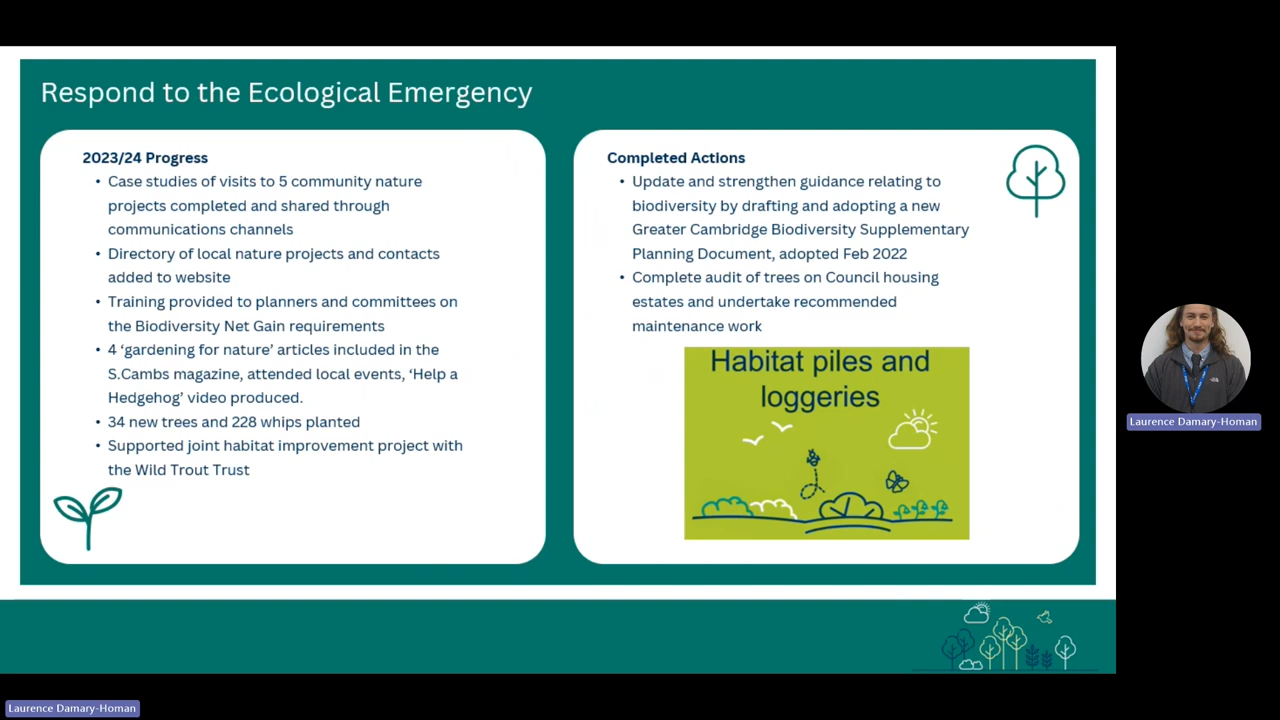 Respond to the Ecological Emergency
2023/24 Progress
• Case studies of visits to 5 community nature
projects completed and shared through
communications channels
• Directory of local nature projects and contacts
added to website
• Training provided to planners and committees on
the Biodiversity Net Gain requirements
• 4 ‘gardening for nature’ articles included in the
S.Cambs magazine, attended local events, ‘Help a
Hedgehog’ video produced.
• 34 new trees and 228 whips planted
• Supported joint habitat improvement project with
the Wild Trout Trust
Completed Actions
• Update and strengthen guidance relating to
biodiversity by drafting and adopting a new
Greater Cambridge Biodiversity Supplementary
Planning Document, adopted Feb 2022
• Complete audit of trees on Council housing
estates and undertake recommended
maintenance work
Habitat piles and
loggeries
Laurence Damary-Homan
Laurence Damary-Homan